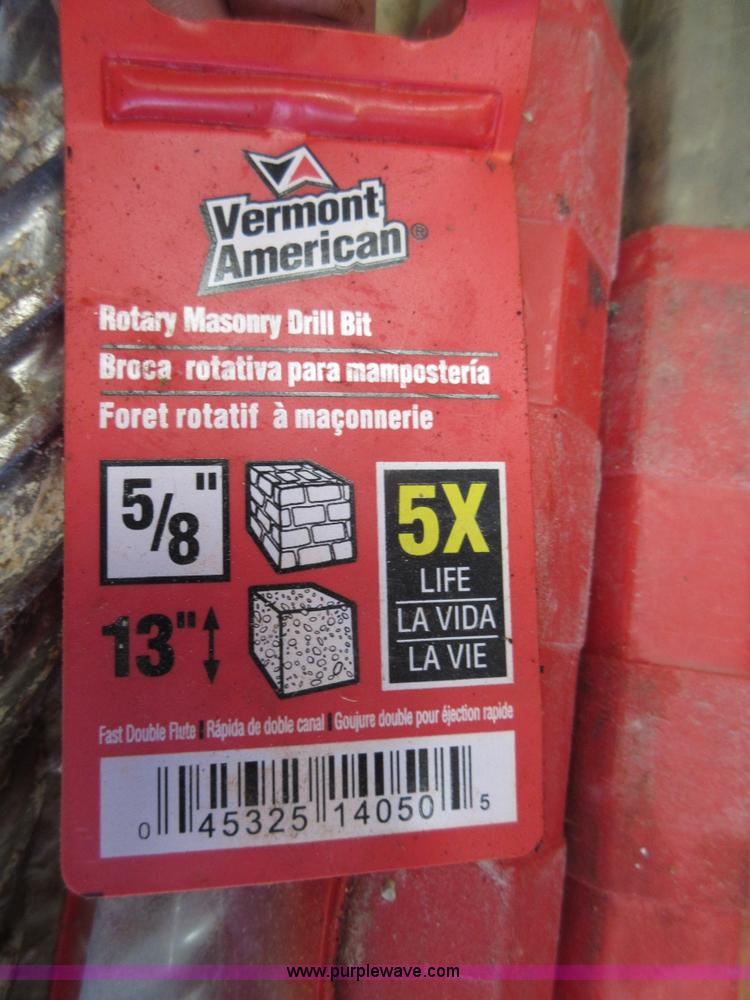 Vermont
American®
Rotary Masonry Drill Bit
Broca rotativa para mampostería
Foret rotatif à maçonnerie
5/8"
13"
5X
LIFE
LA VIDA
LA VIE
Fast Double Flute | Rápida de doble canal | Goujure double pour éjection rapide
0 45325 14050 5
www.purplewave.com